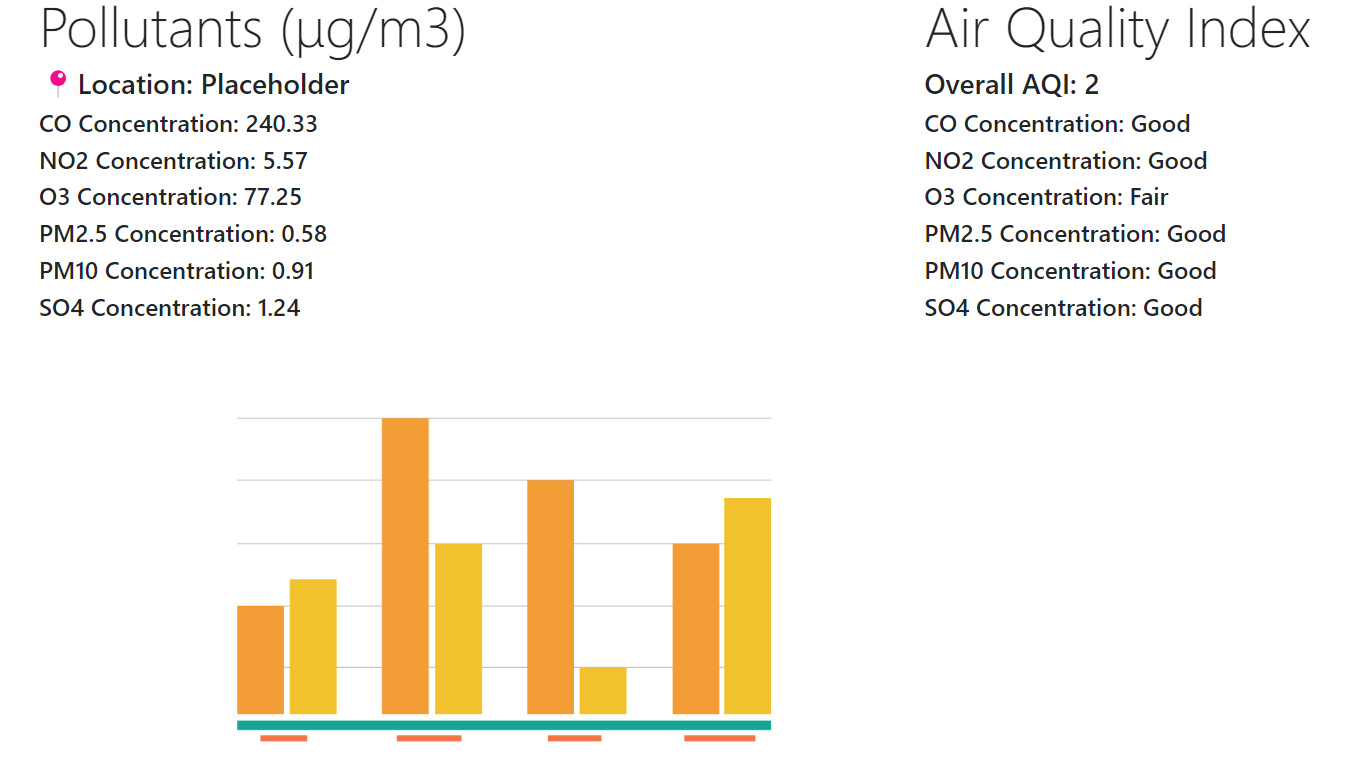 Pollutants (µg/m3)
Location: Placeholder
CO Concentration: 240.33
NO2 Concentration: 5.57
O3 Concentration: 77.25
PM2.5 Concentration: 0.58
PM10 Concentration: 0.91
SO4 Concentration: 1.24
Air Quality Index
Overall AQI: 2
CO Concentration: Good
NO2 Concentration: Good
O3 Concentration: Fair
PM2.5 Concentration: Good
PM10 Concentration: Good
SO4 Concentration: Good